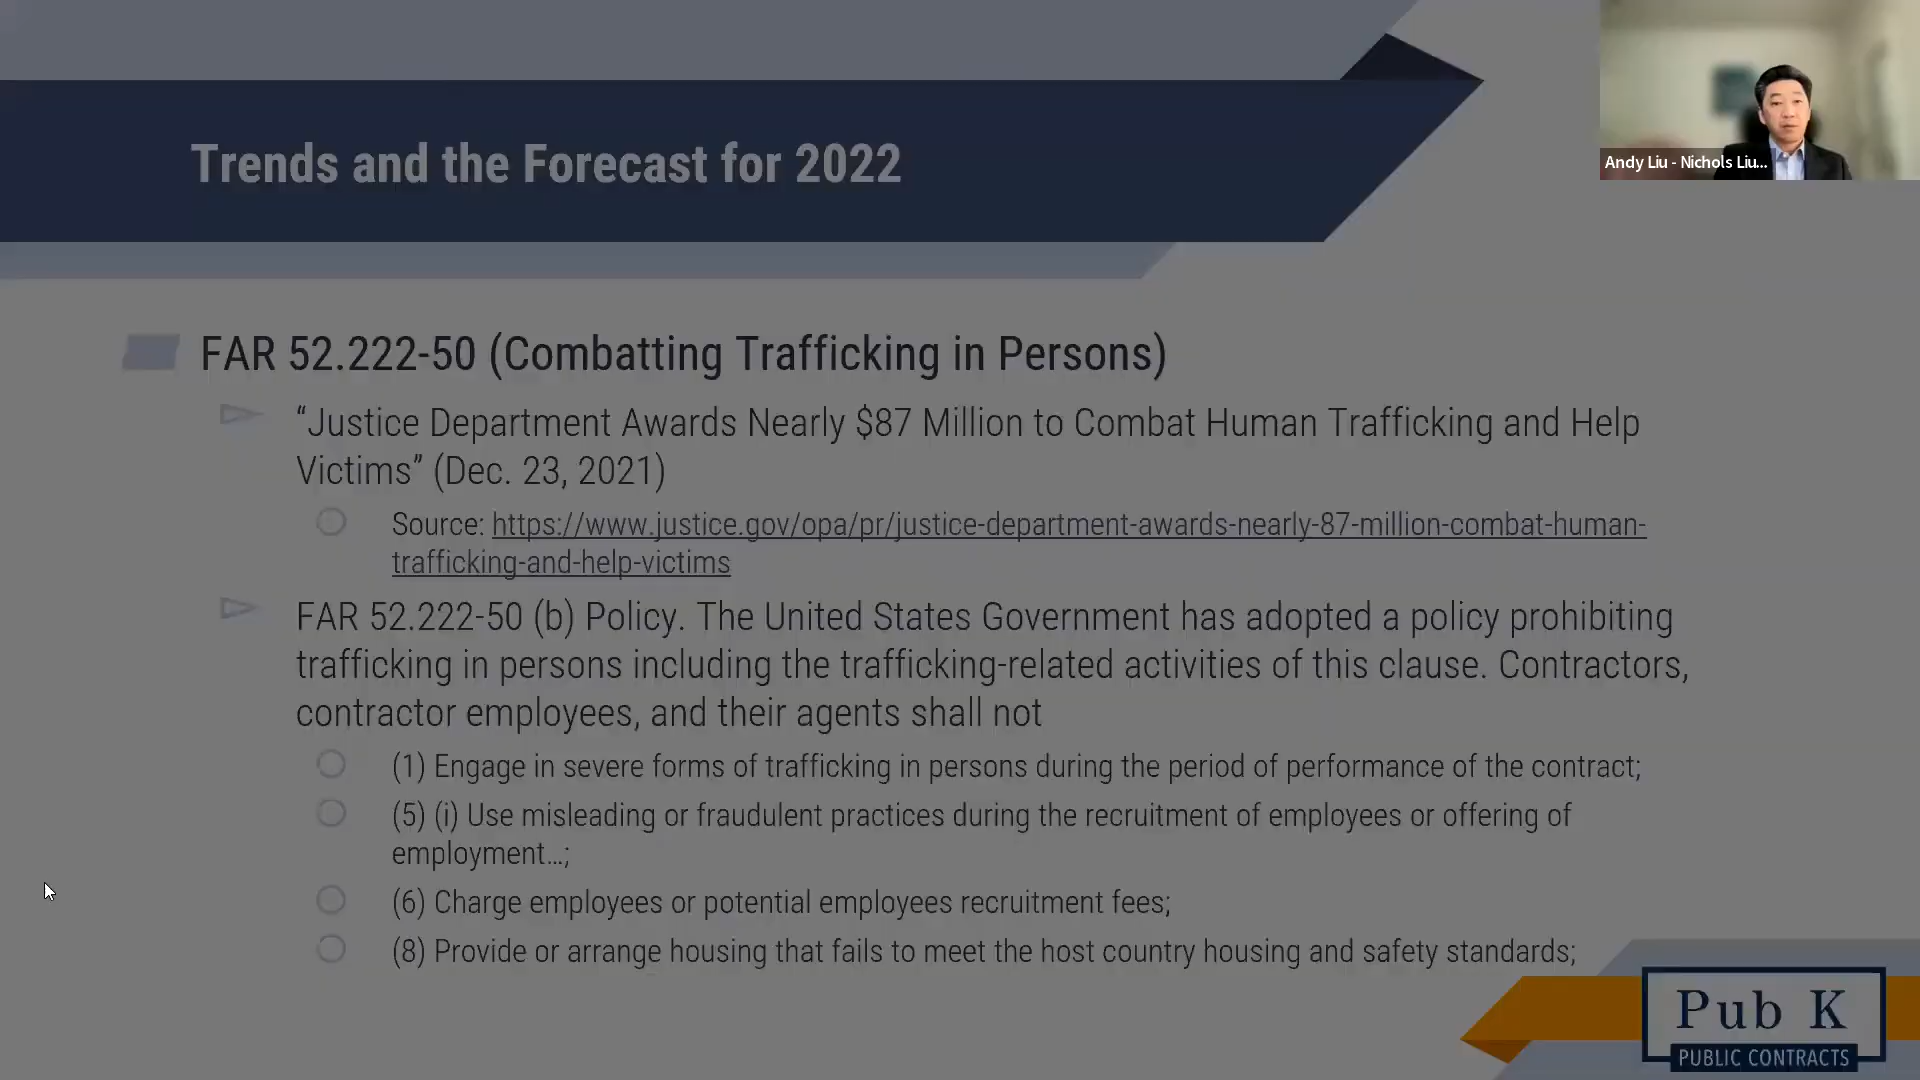 Trends and the Forecast for 2022
Andy Liu - Nichols Liu...
FAR 52.222-50 (Combatting Trafficking in Persons)
“Justice Department Awards Nearly $87 Million to Combat Human Trafficking and Help
Victims” (Dec. 23, 2021)
Source: https://www.justice.gov/opa/pr/justice-department-awards-nearly-87-million-combat-human-
trafficking-and-help-victims
FAR 52.222-50 (b) Policy. The United States Government has adopted a policy prohibiting
trafficking in persons including the trafficking-related activities of this clause. Contractors,
contractor employees, and their agents shall not
(1) Engage in severe forms of trafficking in persons during the period of performance of the contract;
(5) (i) Use misleading or fraudulent practices during the recruitment of employees or offering of
employment…;
(6) Charge employees or potential employees recruitment fees;
(8) Provide or arrange housing that fails to meet the host country housing and safety standards;
Pub K
PUBLIC CONTRACTS